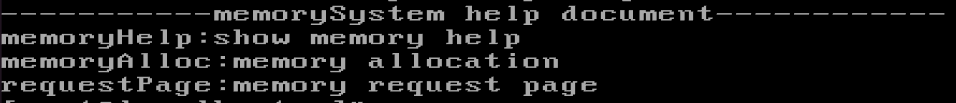 -----------memorySystem help document------------
memoryHelp:show memory help
memoryAlloc:memory allocation
requestPage:memory request page